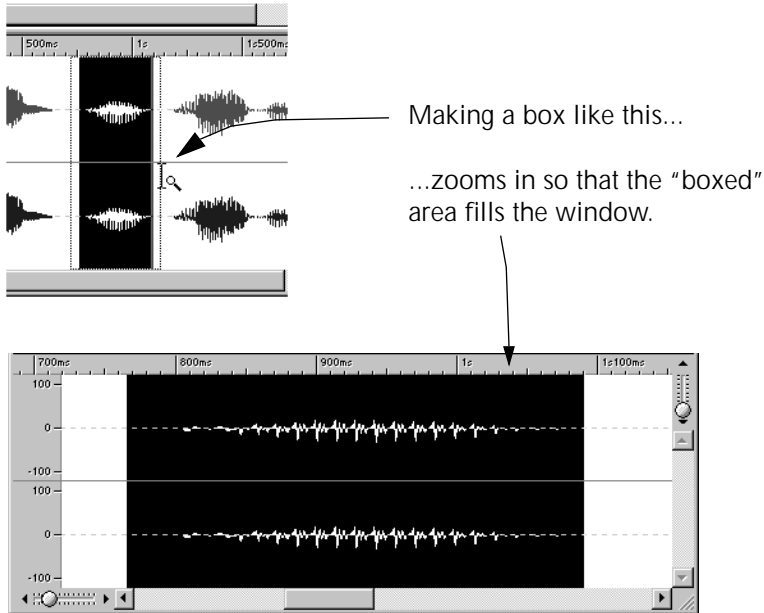 500ms 1s 1s500ms
Making a box like this...
...zooms in so that the “boxed”
area fills the window.
700ms 800ms 900ms 1s 1s100ms
100
0
-100
100
0
-100